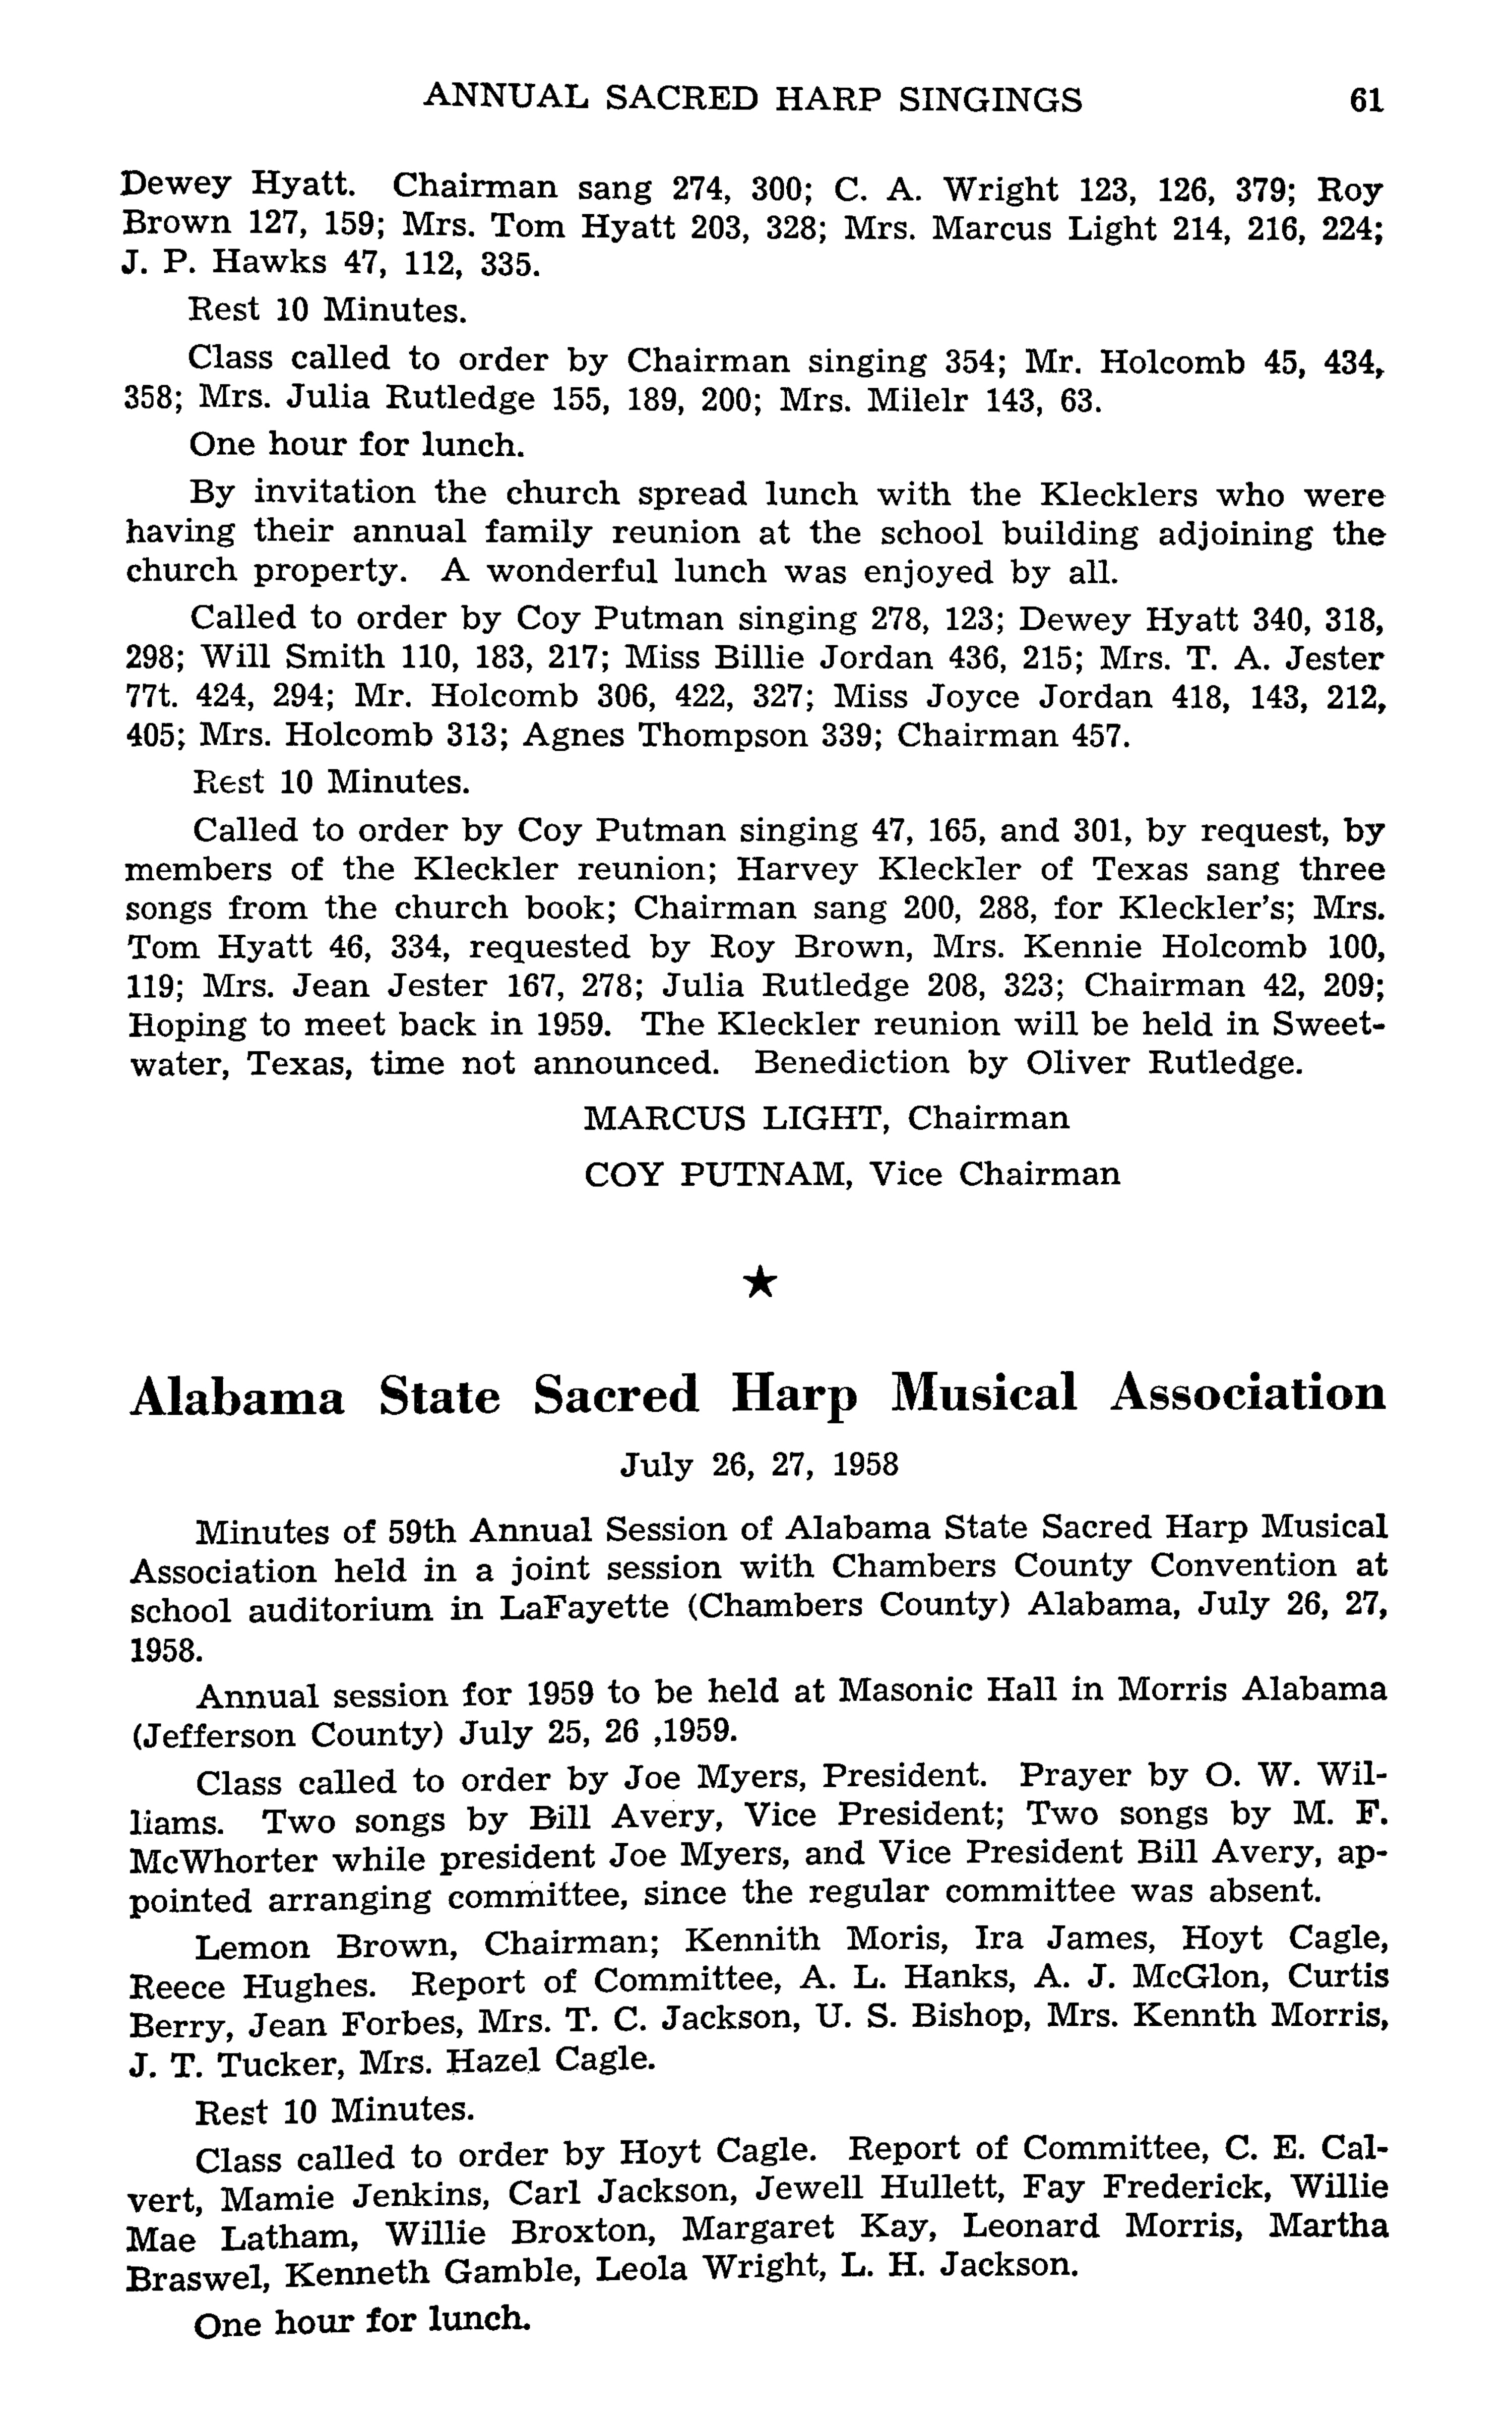 ANNUAL SACRED HARP SINGINGS 61
Dewey Hyatt. Chairman sang 274, 300; C. A. Wright 123, 126, 379; Roy
Brown 127, 159; Mrs. Tom Hyatt 203, 328; Mrs. Marcus Light 214, 216, 224;
J. P. Hawks 47, 112, 335.
Rest 10 Minutes.
Class called to order by Chairman singing 354; Mr. Holcomb 45, 434,
358; Mrs. Julia Rutledge 155, 189, 200; Mrs. Milelr 143, 63.
One hour for lunch.
By invitation the church spread lunch with the Klecklers who were
having their annual family reunion at the school building adjoining the
church property. A wonderful lunch was enjoyed by all.
Called to order by Coy Putman singing 278, 123; Dewey Hyatt 340, 318,
298; Will Smith 110, 183, 217; Miss Billie Jordan 436, 215; Mrs. T. A. Jester
77t. 424, 294; Mr. Holcomb 306, 422, 327; Miss Joyce Jordan 418, 143, 212,
405; Mrs. Holcomb 313; Agnes Thompson 339; Chairman 457.
Rest 10 Minutes.
Called to order by Coy Putman singing 47, 165, and 301, by request, by
members of the Kleckler reunion; Harvey Kleckler of Texas sang three
songs from the church book; Chairman sang 200, 288, for Kleckler's; Mrs.
Tom Hyatt 46, 334, requested by Roy Brown, Mrs. Kennie Holcomb 100,
119; Mrs. Jean Jester 167, 278; Julia Rutledge 208, 323; Chairman 42, 209;
Hoping to meet back in 1959. The Kleckler reunion will be held in Sweet-
water, Texas, time not announced. Benediction by Oliver Rutledge.
MARCUS LIGHT, Chairman
COY PUTNAM, Vice Chairman
★
Alabama State Sacred Harp Musical Association
July 26, 27, 1958
Minutes of 59th Annual Session of Alabama State Sacred Harp Musical
Association held in a joint session with Chambers County Convention at
school auditorium in LaFayette (Chambers County) Alabama, July 26, 27,
1958.
Annual session for 1959 to be held at Masonic Hall in Morris Alabama
(Jefferson County) July 25, 26 ,1959.
Class called to order by Joe Myers, President. Prayer by O. W. Wil-
liams. Two songs by Bill Avery, Vice President; Two songs by M. F.
McWhorter while president Joe Myers, and Vice President Bill Avery, ap-
pointed arranging committee, since the regular committee was absent.
Lemon Brown, Chairman; Kennith Moris, Ira James, Hoyt Cagle,
Reece Hughes. Report of Committee, A. L. Hanks, A. J. McGlon, Curtis
Berry, Jean Forbes, Mrs. T. C. Jackson, U. S. Bishop, Mrs. Kennth Morris,
J. T. Tucker, Mrs. Hazel Cagle.
Rest 10 Minutes.
Class called to order by Hoyt Cagle. Report of Committee, C. E. Cal-
vert, Mamie Jenkins, Carl Jackson, Jewell Hullett, Fay Frederick, Willie
Mae Latham, Willie Broxton, Margaret Kay, Leonard Morris, Martha
Braswel, Kenneth Gamble, Leola Wright, L. H. Jackson.
One hour for lunch.